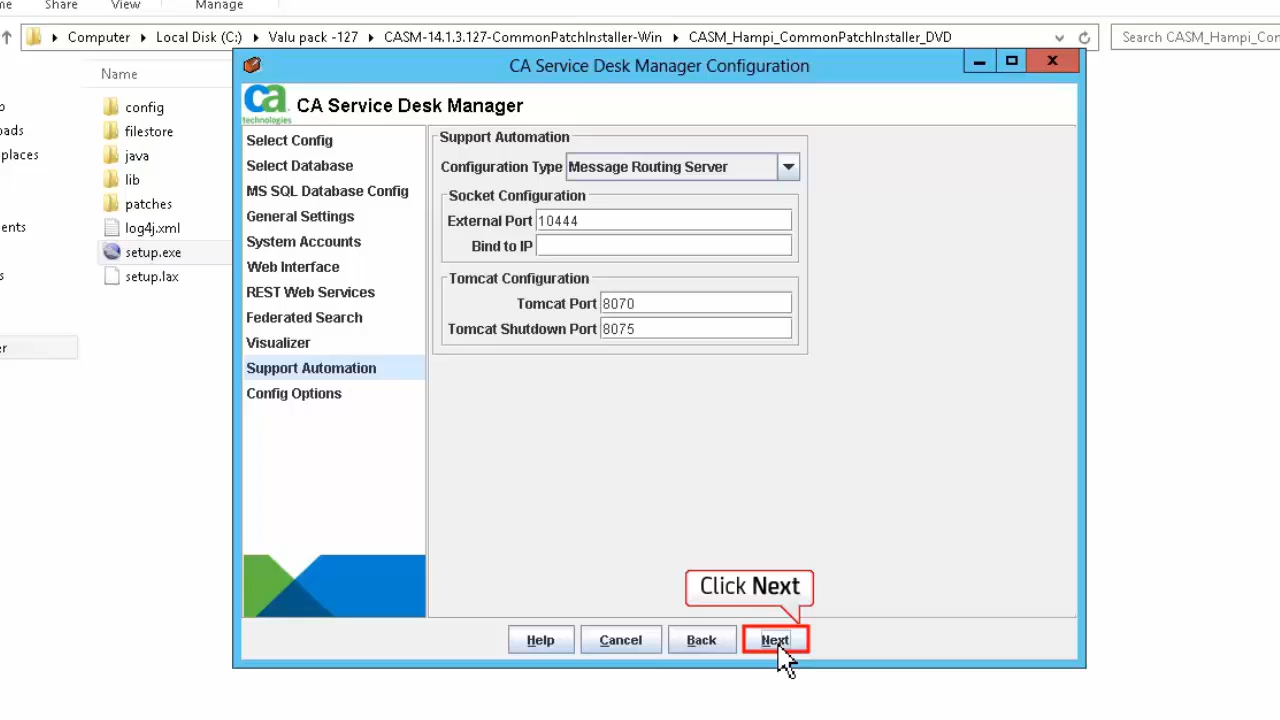 me Share View Manage
Computer Local Disk (C:) Valu pack -127 CASM-14.1.3.127-CommonPatchInstaller-Win CASM_Hampi_CommonPatchInstaller_DVD
Search CASM_Hampi_Con
Name
config
filestore
java
lib
patches
log4j.xml
setup.exe
setup.lax
oads
places
ents
er
CA Service Desk Manager Configuration
ca technologies
CA Service Desk Manager
Select Config
Select Database
MS SQL Database Config
General Settings
System Accounts
Web Interface
REST Web Services
Federated Search
Visualizer
Support Automation
Config Options
Support Automation
Configuration Type Message Routing Server
Socket Configuration
External Port 10444
Bind to IP
Tomcat Configuration
Tomcat Port 8070
Tomcat Shutdown Port 8075
Click Next
Help Cancel Back Next